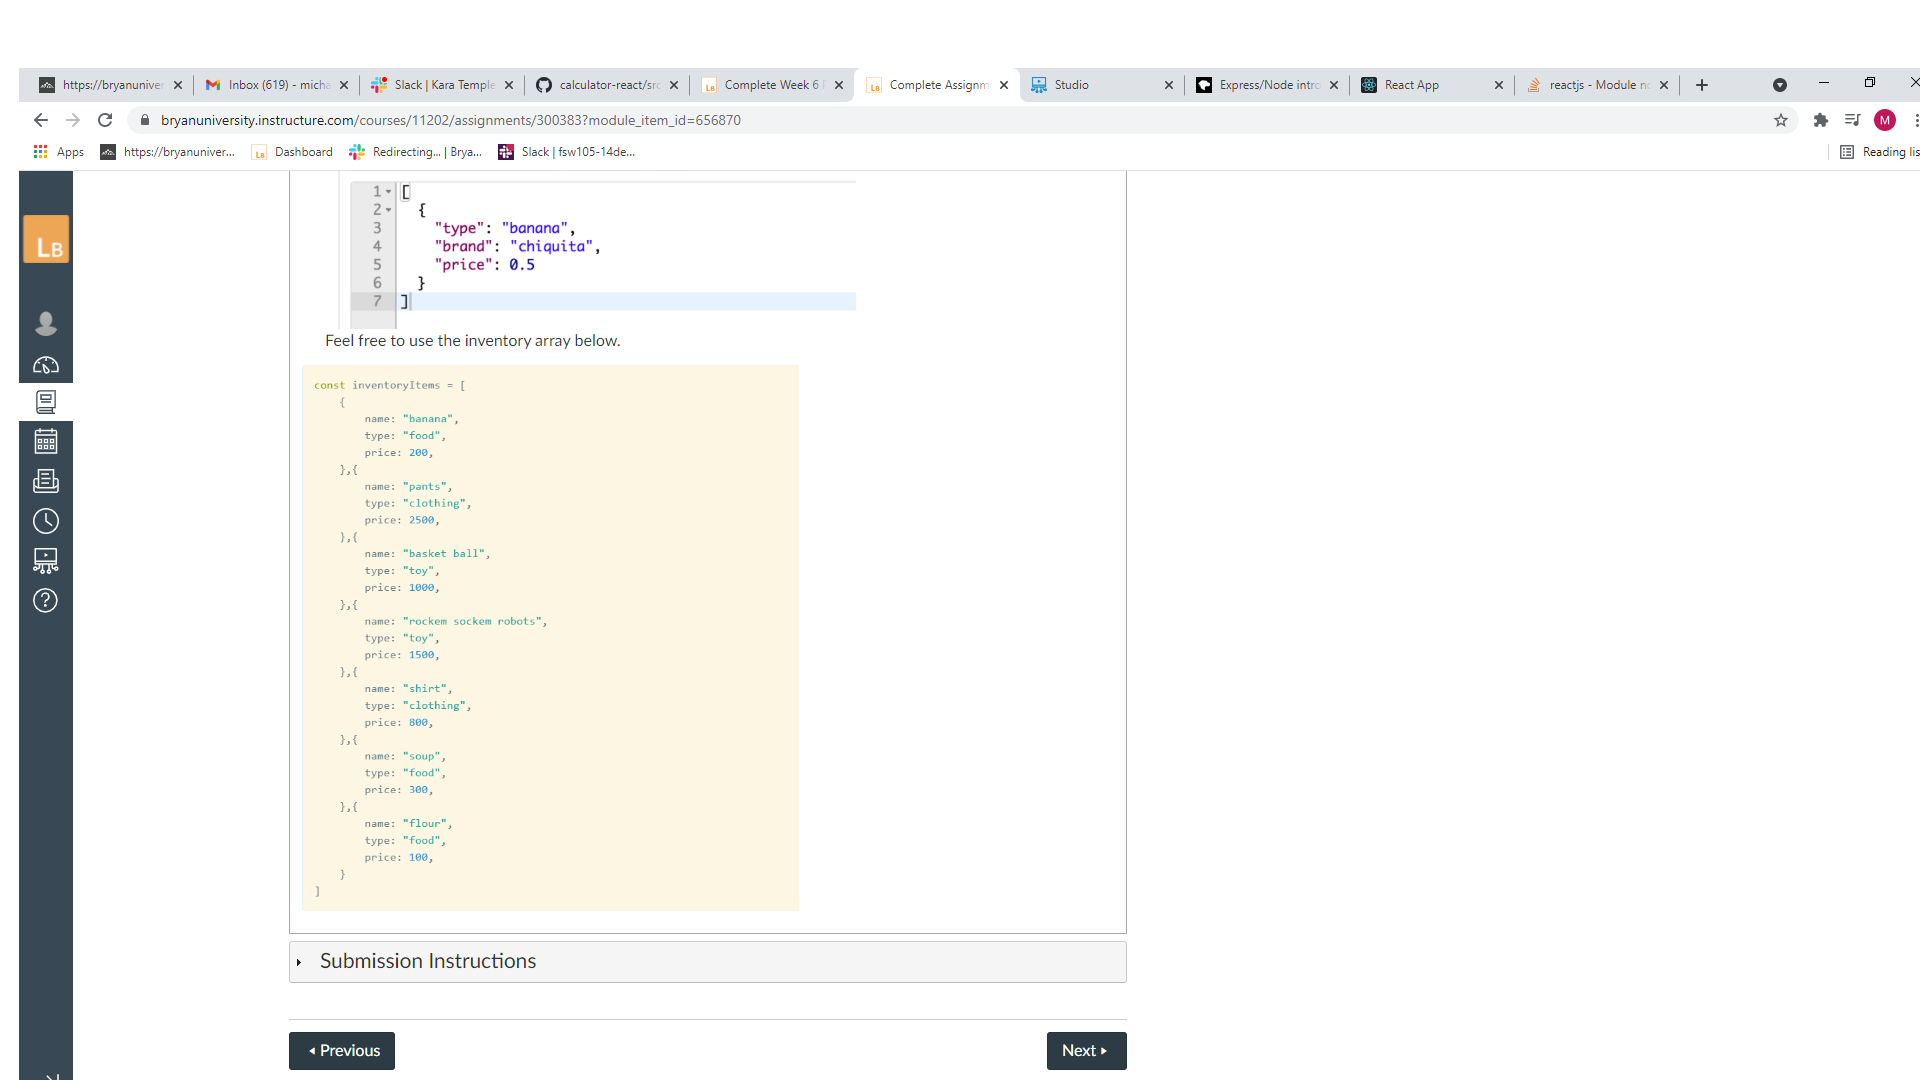 https://bryanuniver
Inbox (619) - micha
Slack | Kara Temple
calculator-react/src
Complete Week 6
Complete Assignm
Studio
Express/Node intro
React App
reactjs - Module no
bryanuniversity.instructure.com/courses/11202/assignments/300383?module_item_id=656870
M
Apps
https://bryanuniver...
Dashboard
Redirecting... | Brya...
Slack | fsw105-14de...
Reading lis
LB
1 [
2 {
3 "type": "banana",
4 "brand": "chiquita",
5 "price": 0.5
6 }
7 ]
Feel free to use the inventory array below.
const inventoryItems = [
{
name: "banana",
type: "food",
price: 200,
},{
name: "pants",
type: "clothing",
price: 2500,
},{
name: "basket ball",
type: "toy",
price: 1000,
},{
name: "rockem sockem robots",
type: "toy",
price: 1500,
},{
name: "shirt",
type: "clothing",
price: 800,
},{
name: "soup",
type: "food",
price: 300,
},{
name: "flour",
type: "food",
price: 100,
}
]
Submission Instructions
Previous
Next